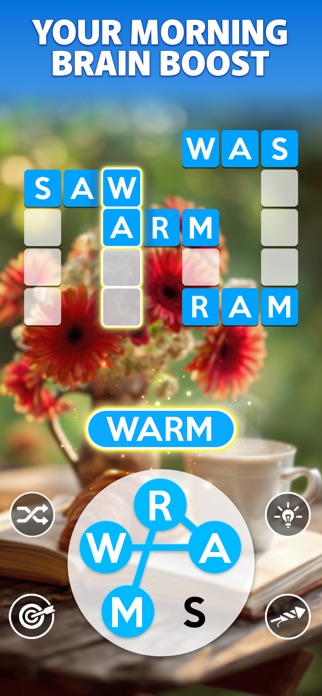 YOUR MORNING
BRAIN BOOST
WAS
SAW
ARM
RAM
WARM
R
W A
M S